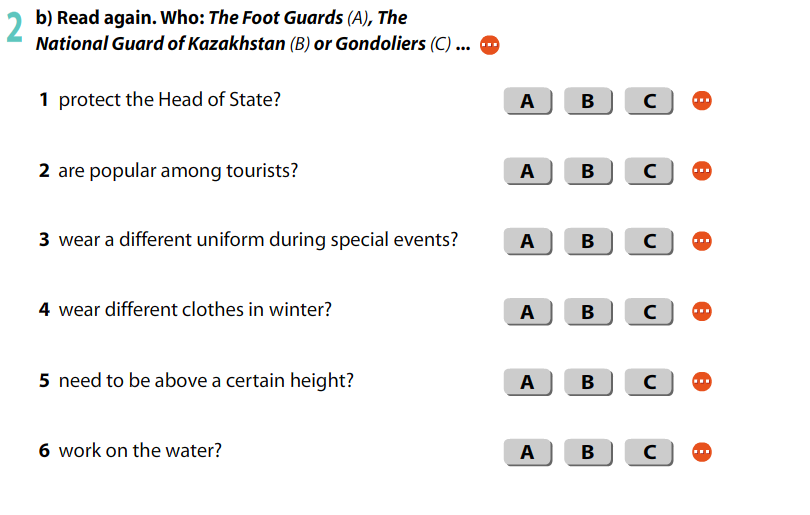 2 b) Read again. Who: The Foot Guards (A), The
National Guard of Kazakhstan (B) or Gondoliers (C) ...
1 protect the Head of State? A B C
2 are popular among tourists? A B C
3 wear a different uniform during special events? A B C
4 wear different clothes in winter? A B C
5 need to be above a certain height? A B C
6 work on the water? A B C